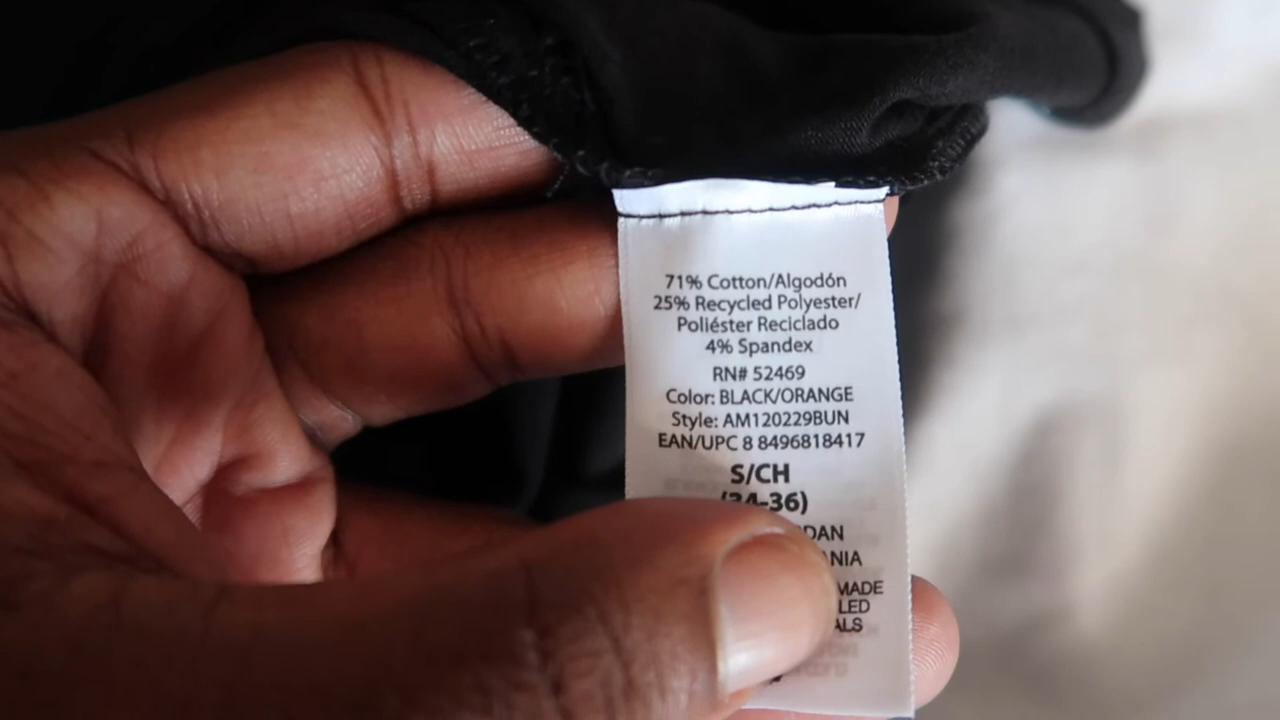 71% Cotton/Algodón
25% Recycled Polyester/
Poliéster Reciclado
4% Spandex
RN# 52469
Color: BLACK/ORANGE
Style: AM120229BUN
EAN/UPC 8 8496818417
S/CH
(34-36)